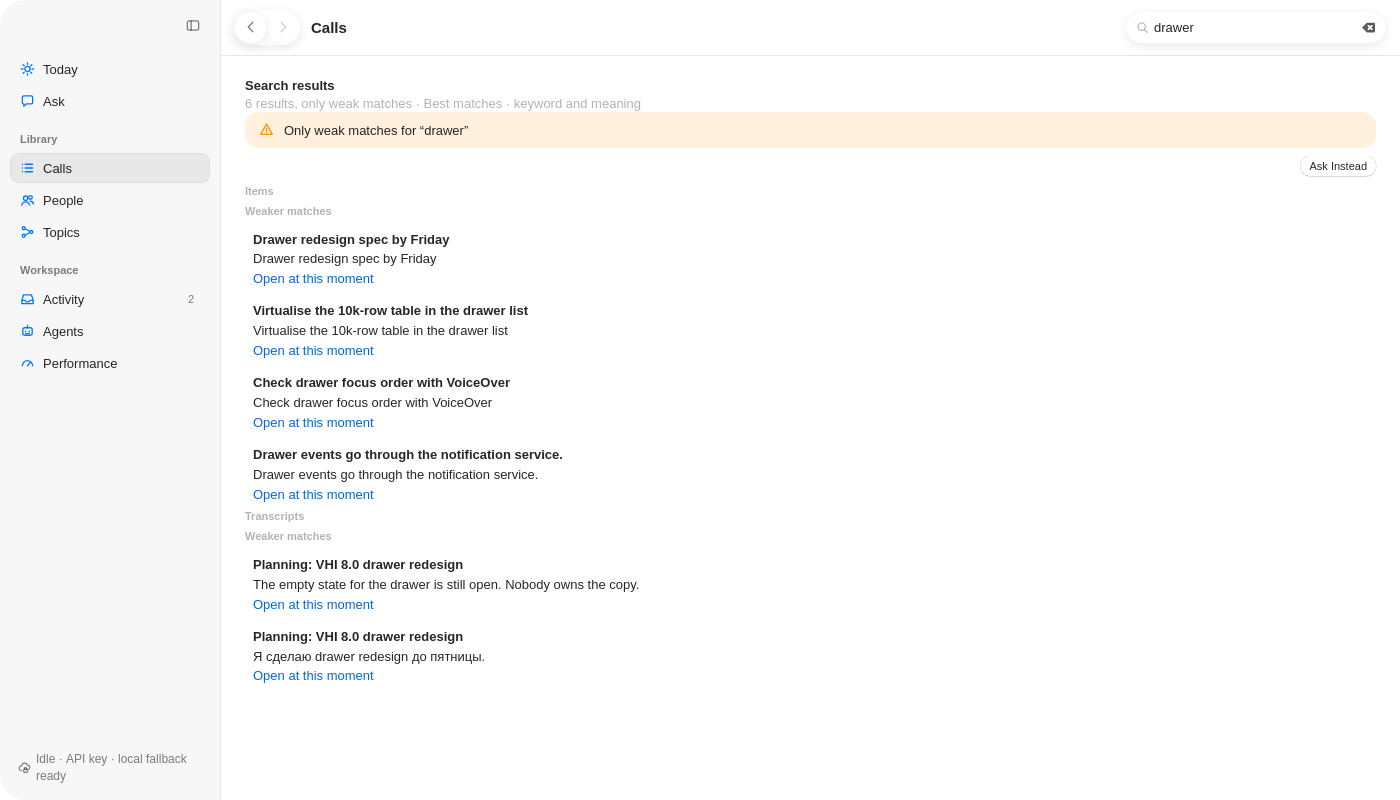 Calls
drawer
Today
Ask
Library
Calls
People
Topics
Workspace
Activity 2
Agents
Performance
Idle · API key · local fallback
ready
Search results
6 results, only weak matches · Best matches · keyword and meaning
Only weak matches for “drawer”
Ask Instead
Items
Weaker matches
Drawer redesign spec by Friday
Drawer redesign spec by Friday
Open at this moment
Virtualise the 10k-row table in the drawer list
Virtualise the 10k-row table in the drawer list
Open at this moment
Check drawer focus order with VoiceOver
Check drawer focus order with VoiceOver
Open at this moment
Drawer events go through the notification service.
Drawer events go through the notification service.
Open at this moment
Transcripts
Weaker matches
Planning: VHI 8.0 drawer redesign
The empty state for the drawer is still open. Nobody owns the copy.
Open at this moment
Planning: VHI 8.0 drawer redesign
Я сделаю drawer redesign до пятницы.
Open at this moment